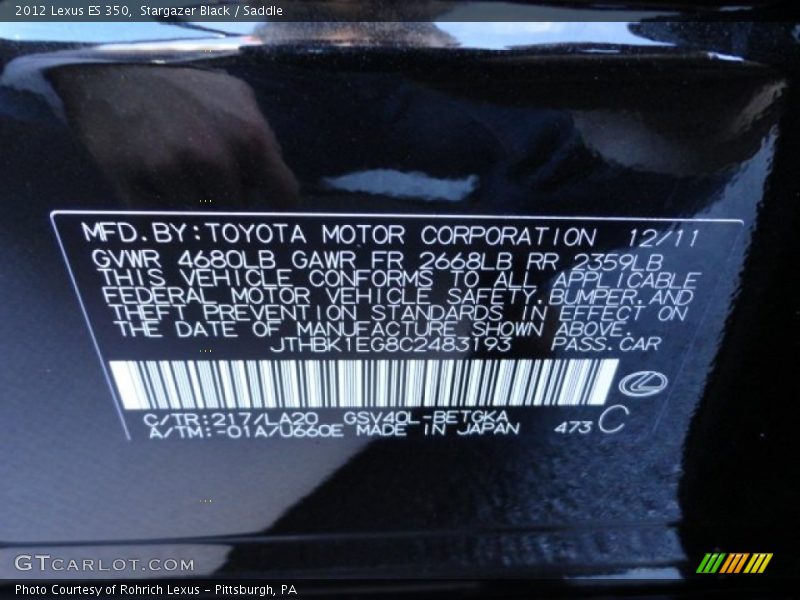 2012 Lexus ES 350, Stargazer Black / Saddle
MFD.BY:TOYOTA MOTOR CORPORATION 12/11
GVWR 4680LB GAWR FR 2668LB RR 2359LB
THIS VEHICLE CONFORMS TO ALL APPLICABLE
FEDERAL MOTOR VEHICLE SAFETY,BUMPER,AND
THEFT PREVENTION STANDARDS IN EFFECT ON
THE DATE OF MANUFACTURE SHOWN ABOVE.
JTHBK1EG8C2483193 PASS.CAR
C/TR:217/LA20 GSV40L-BETGKA
A/TM:-01A/U660E MADE IN JAPAN 473 C
GTCARLOT.COM
Photo Courtesy of Rohrich Lexus - Pittsburgh, PA